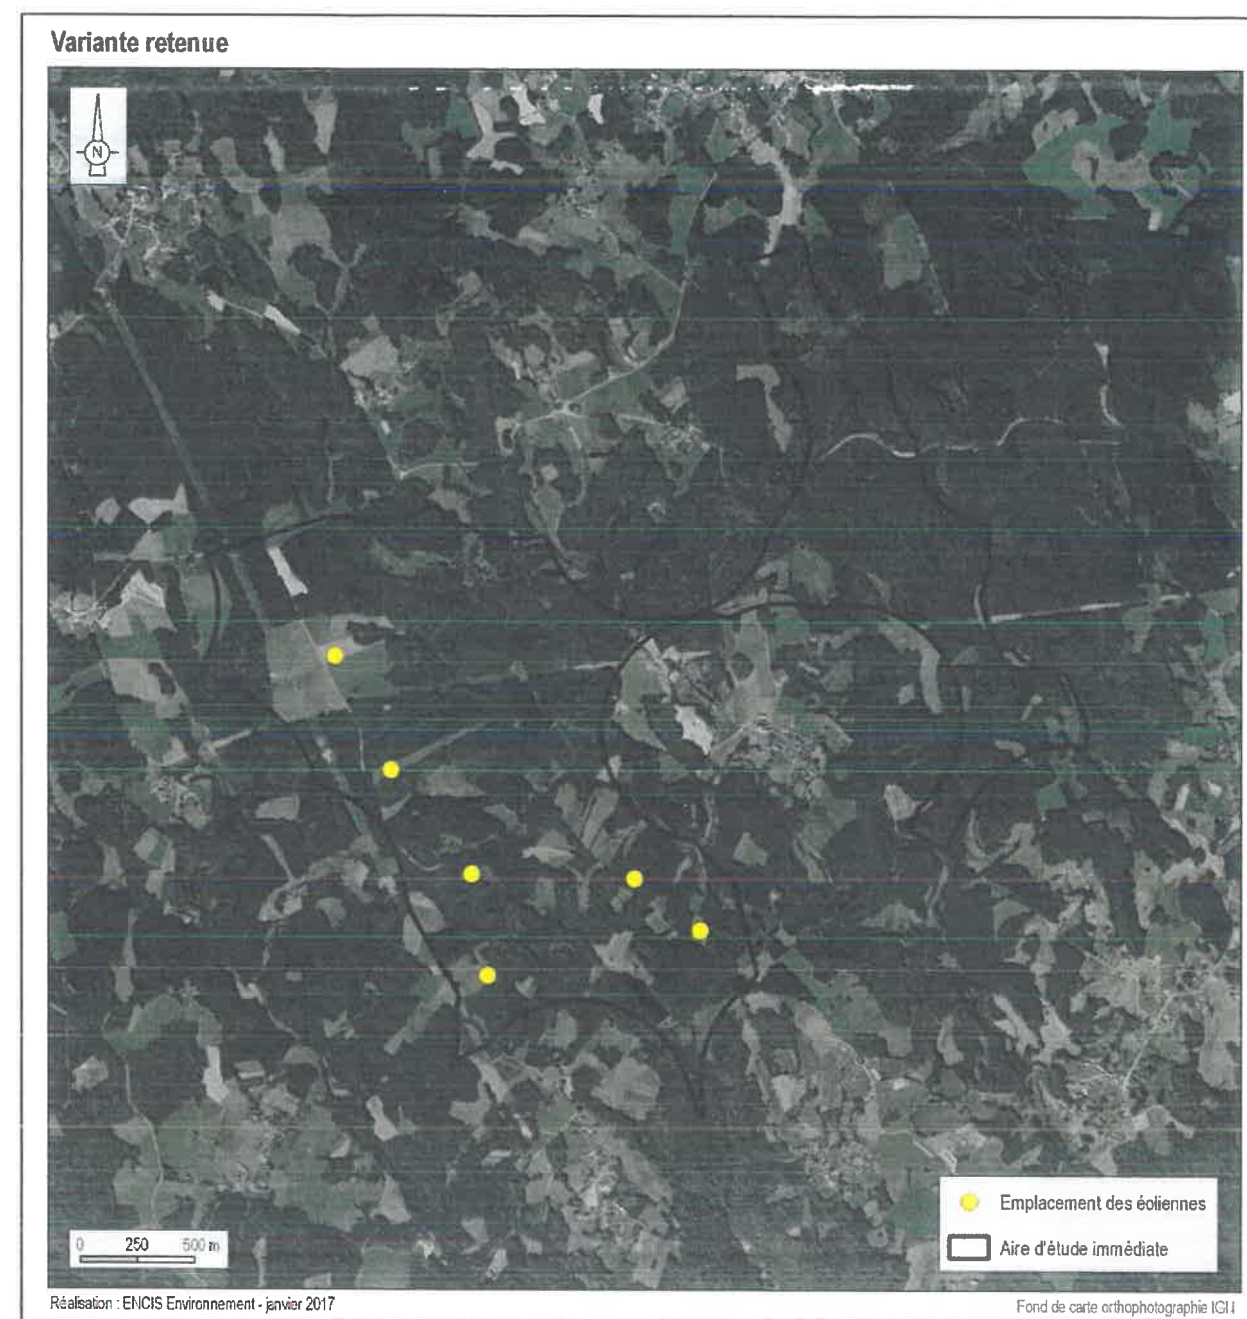 Variante retenue
N
Emplacement des éoliennes
Aire d'étude immédiate
0 250 500 m
Réalisation : ENCIS Environnement - janvier 2017
Fond de carte orthophotographie IGN